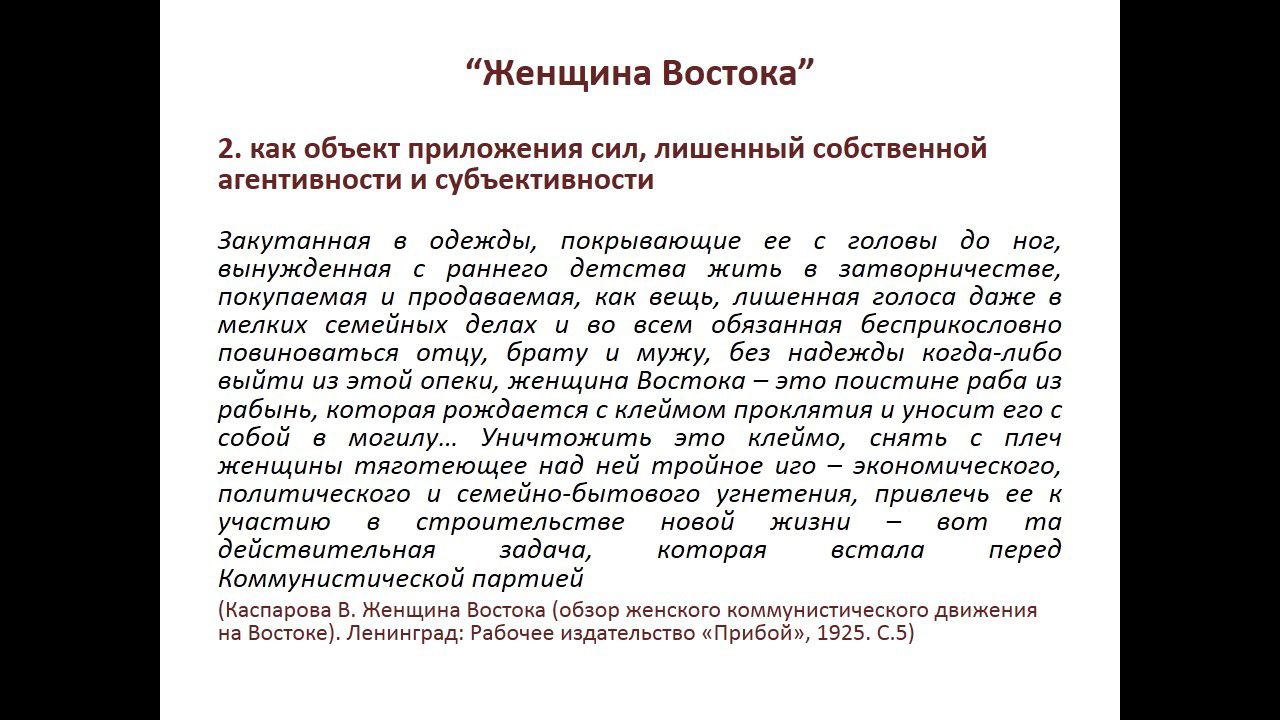 “Женщина Востока”
2. как объект приложения сил, лишенный собственной
агентивности и субъективности
Закутанная в одежды, покрывающие ее с головы до ног,
вынужденная с раннего детства жить в затворничестве,
покупаемая и продаваемая, как вещь, лишенная голоса даже в
мелких семейных делах и во всем обязанная бесприкословно
повиноваться отцу, брату и мужу, без надежды когда-либо
выйти из этой опеки, женщина Востока – это поистине раба из
рабынь, которая рождается с клеймом проклятия и уносит его с
собой в могилу… Уничтожить это клеймо, снять с плеч
женщины тяготеющее над ней тройное иго – экономического,
политического и семейно-бытового угнетения, привлечь ее к
участию в строительстве новой жизни – вот та
действительная задача, которая встала перед
Коммунистической партией
(Каспарова В. Женщина Востока (обзор женского коммунистического движения
на Востоке). Ленинград: Рабочее издательство «Прибой», 1925. С.5)